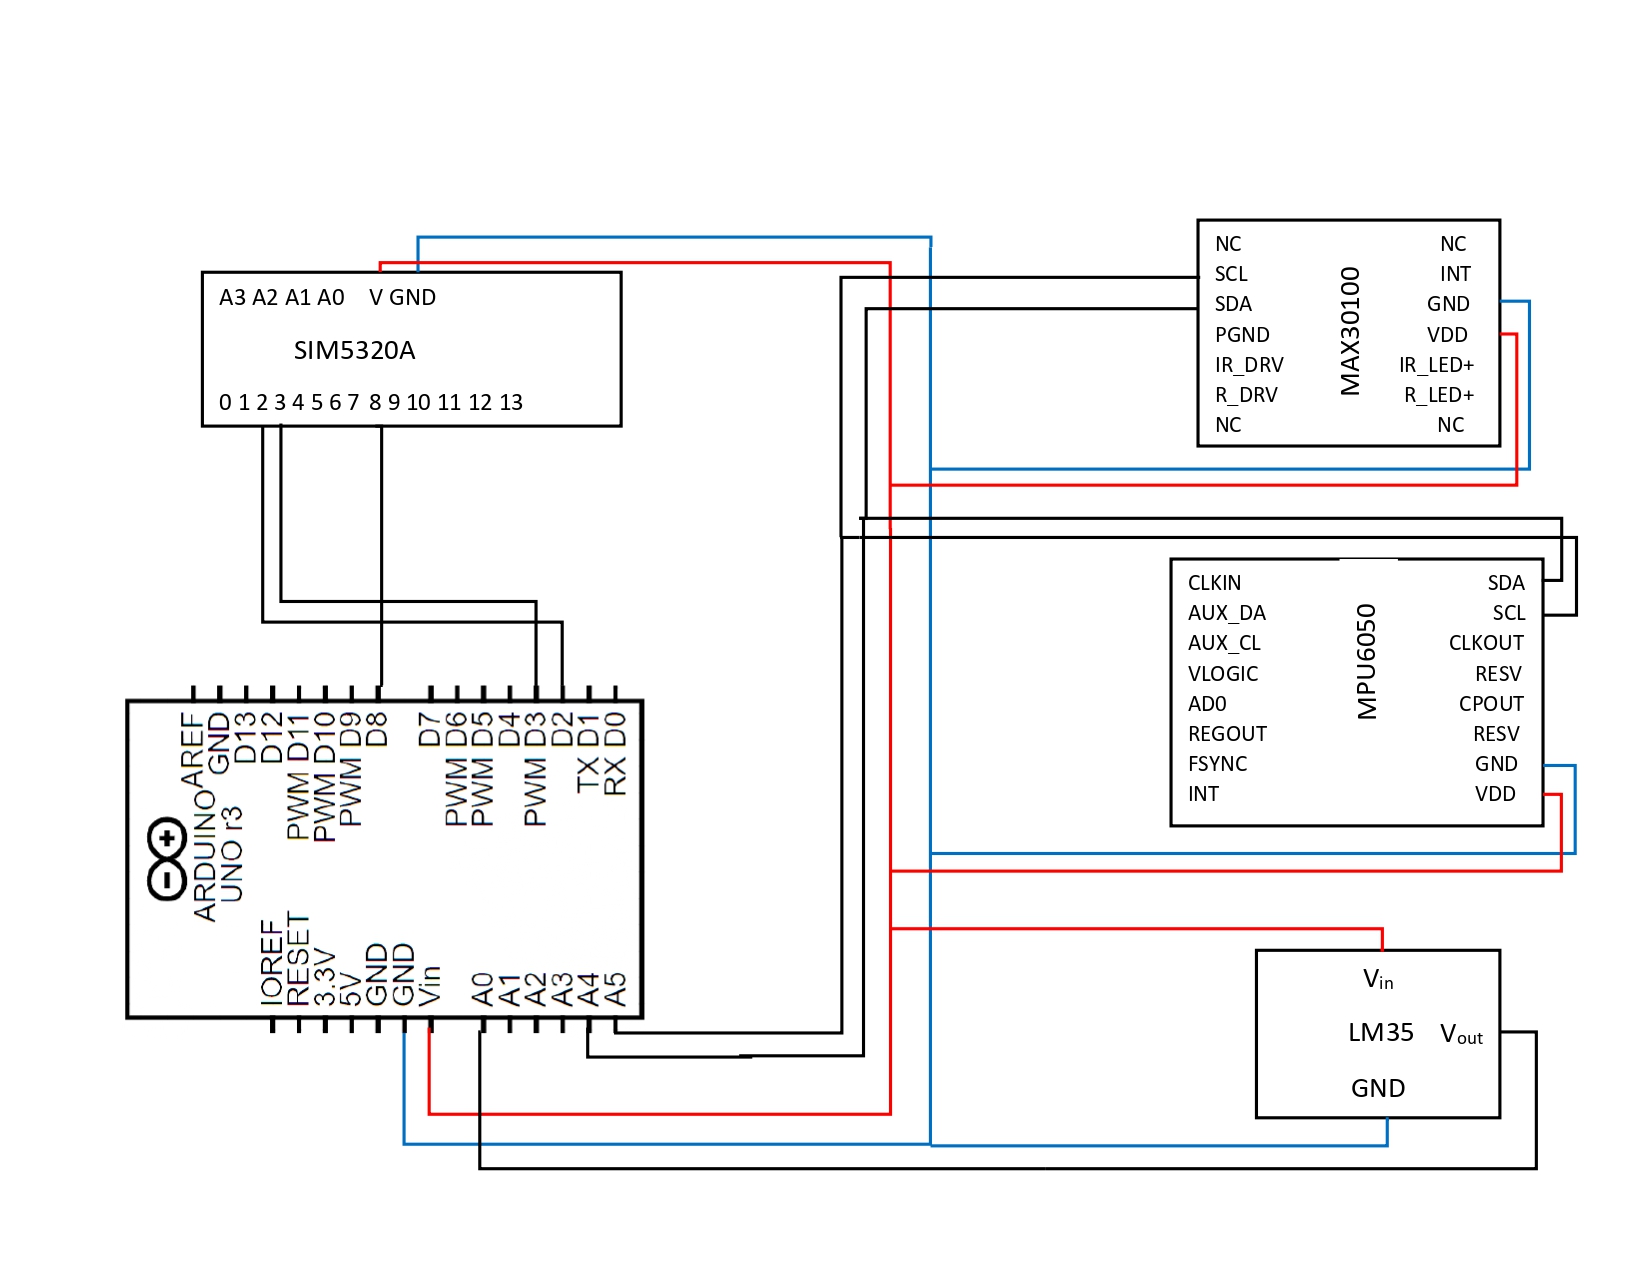 A3 A2 A1 A0 V GND
SIM5320A
0 1 2 3 4 5 6 7 8 9 10 11 12 13
NC
SCL
SDA
PGND
IR_DRV
R_DRV
NC
MAX30100
NC
INT
GND
VDD
IR_LED+
R_LED+
NC
CLKIN
AUX_DA
AUX_CL
VLOGIC
AD0
REGOUT
FSYNC
INT
MPU6050
SDA
SCL
CLKOUT
RESV
CPOUT
RESV
GND
VDD
AREF
GND
D13
D12
PWM D11
PWM D10
PWM D9
D8
D7
PWM D6
PWM D5
D4
PWM D3
D2
TX D1
RX D0
ARDUINO
UNO r3
IOREF
RESET
3.3V
5V
GND
GND
Vin
A0
A1
A2
A3
A4
A5
Vin
LM35 Vout
GND